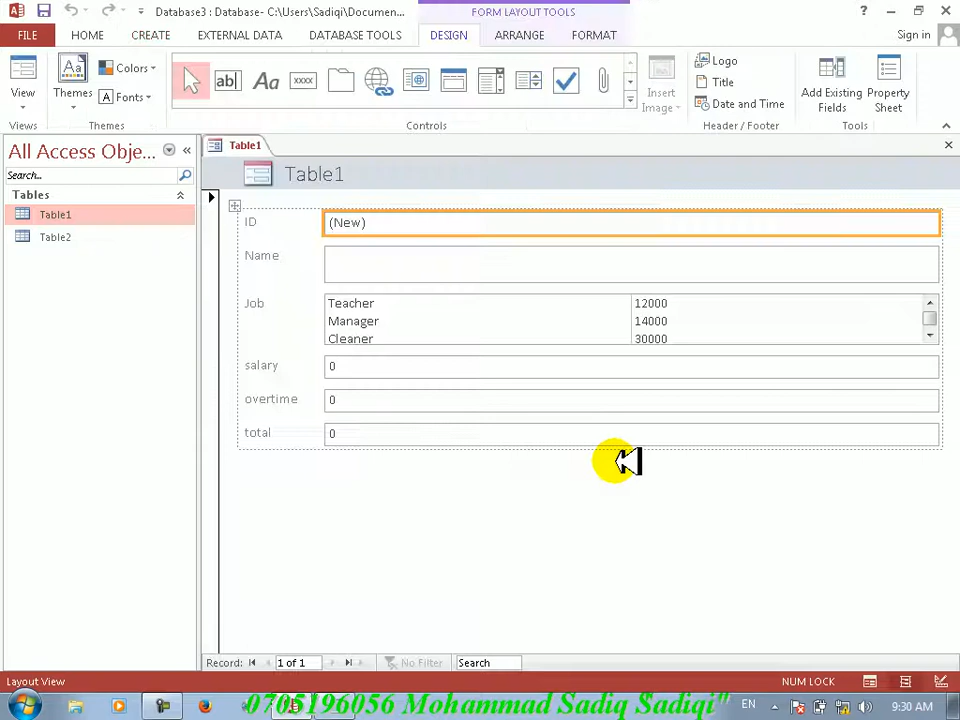 Database3 : Database- C:\Users\Sadiqi\Documen...
FORM LAYOUT TOOLS
?
FILE
HOME
CREATE
EXTERNAL DATA
DATABASE TOOLS
DESIGN
ARRANGE
FORMAT
Sign in
View
Themes
Aa
Colors
A Fonts
ab|
Aa
xxxx
Insert
Image
Logo
Title
Date and Time
Add Existing
Fields
Property
Sheet
Views
Themes
Controls
Header / Footer
Tools
All Access Obje...
Search...
Tables
Table1
Table2
Table1
Table1
ID
(New)
Name
Job
Teacher 12000
Manager 14000
Cleaner 30000
salary
0
overtime
0
total
0
Record:
1 of 1
No Filter
Search
Layout View
NUM LOCK
0705196056 Mohammad Sadiq Sadiqi"
EN
9:30 AM